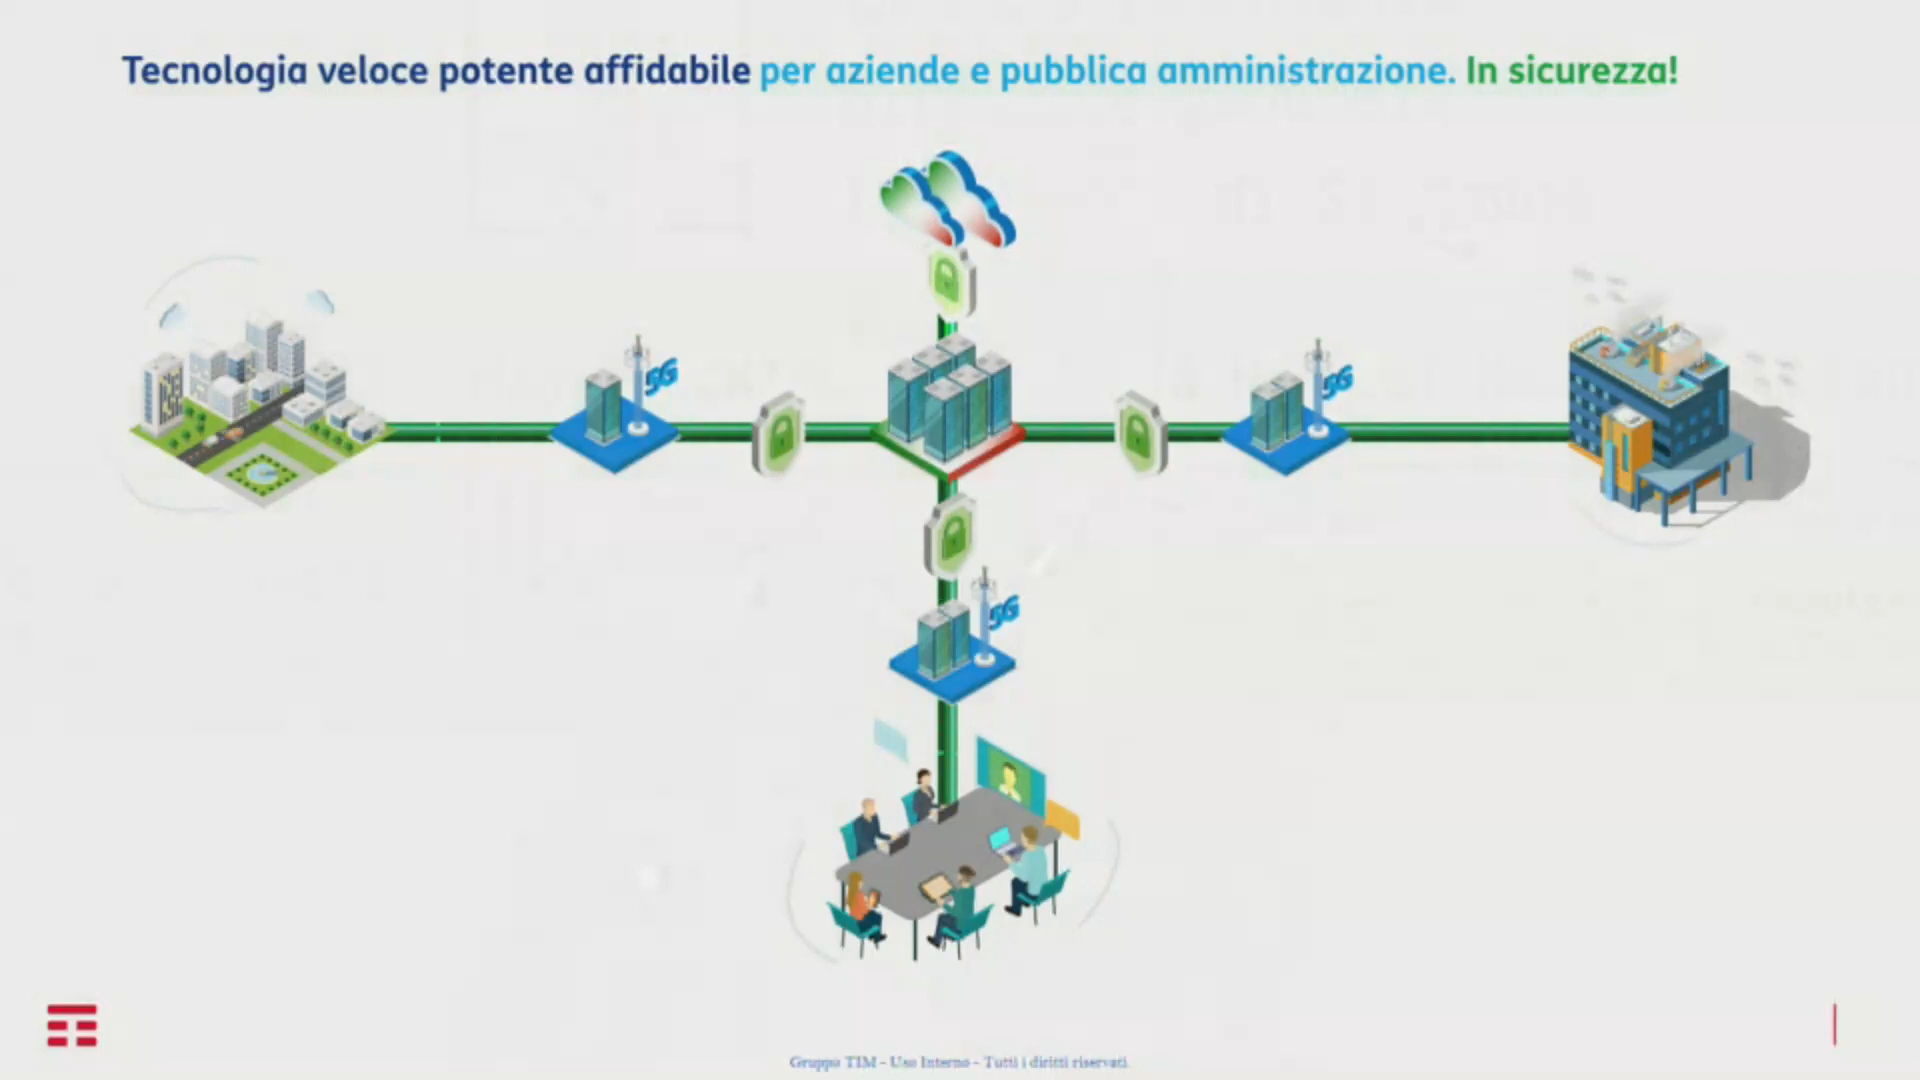 Tecnologia veloce potente affidabile per aziende e pubblica amministrazione. In sicurezza!
5G
5G
5G
Gruppo TIM - Uso Interno - Tutti i diritti riservati.